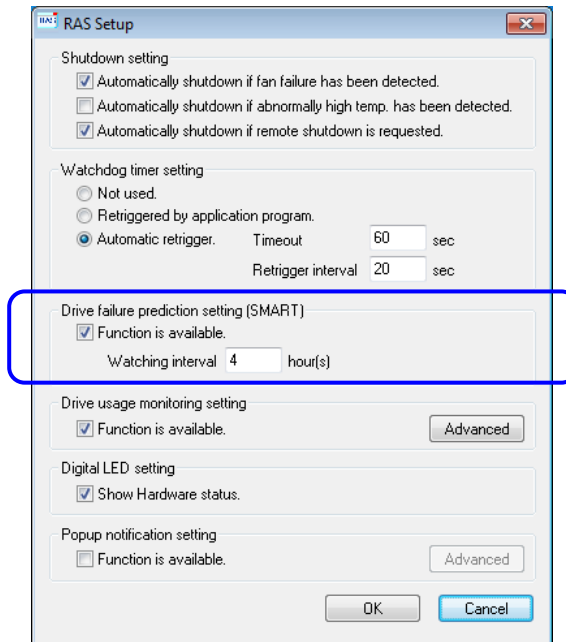 RAS RAS Setup
Shutdown setting
Automatically shutdown if fan failure has been detected.
Automatically shutdown if abnormally high temp. has been detected.
Automatically shutdown if remote shutdown is requested.
Watchdog timer setting
Not used.
Retriggered by application program.
Automatic retrigger. Timeout 60 sec
Retrigger interval 20 sec
Drive failure prediction setting (SMART)
Function is available.
Watching interval 4 hour(s)
Drive usage monitoring setting
Function is available. Advanced
Digital LED setting
Show Hardware status.
Popup notification setting
Function is available. Advanced
OK Cancel